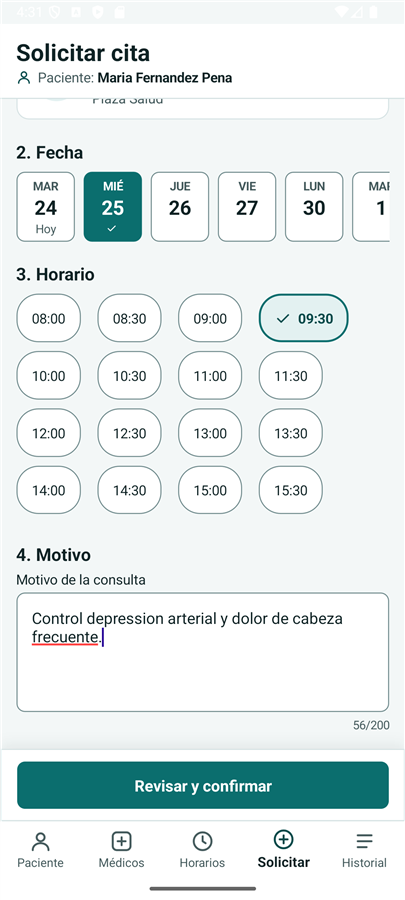 4:31
Solicitar cita
Paciente: Maria Fernandez Pena
Plaza Salud
2. Fecha
MAR MIÉ JUE VIE LUN MAR
24 25 26 27 30 1
Hoy
3. Horario
08:00 08:30 09:00 09:30
10:00 10:30 11:00 11:30
12:00 12:30 13:00 13:30
14:00 14:30 15:00 15:30
4. Motivo
Motivo de la consulta
Control depression arterial y dolor de cabeza
frecuente.
56/200
Revisar y confirmar
Paciente Médicos Horarios Solicitar Historial